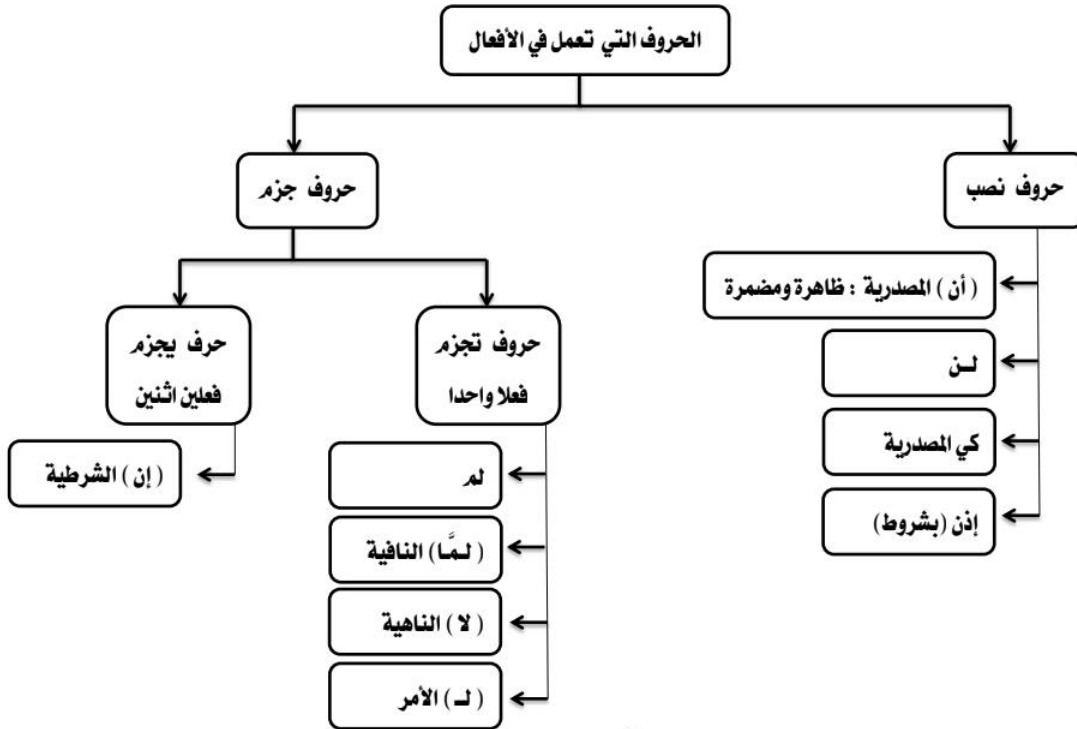 الحروف التي تعمل في الأفعال
حروف نصب
( أن ) المصدرية : ظاهرة ومضمرة
لـن
كي المصدرية
إذن (بشروط)
حروف جزم
حروف تجزم
فعلا واحدا
لم
( لـمَّـا ) النافية
( لا ) الناهية
( لـ ) الأمر
حرف يجزم
فعلين اثنين
( إن ) الشرطية